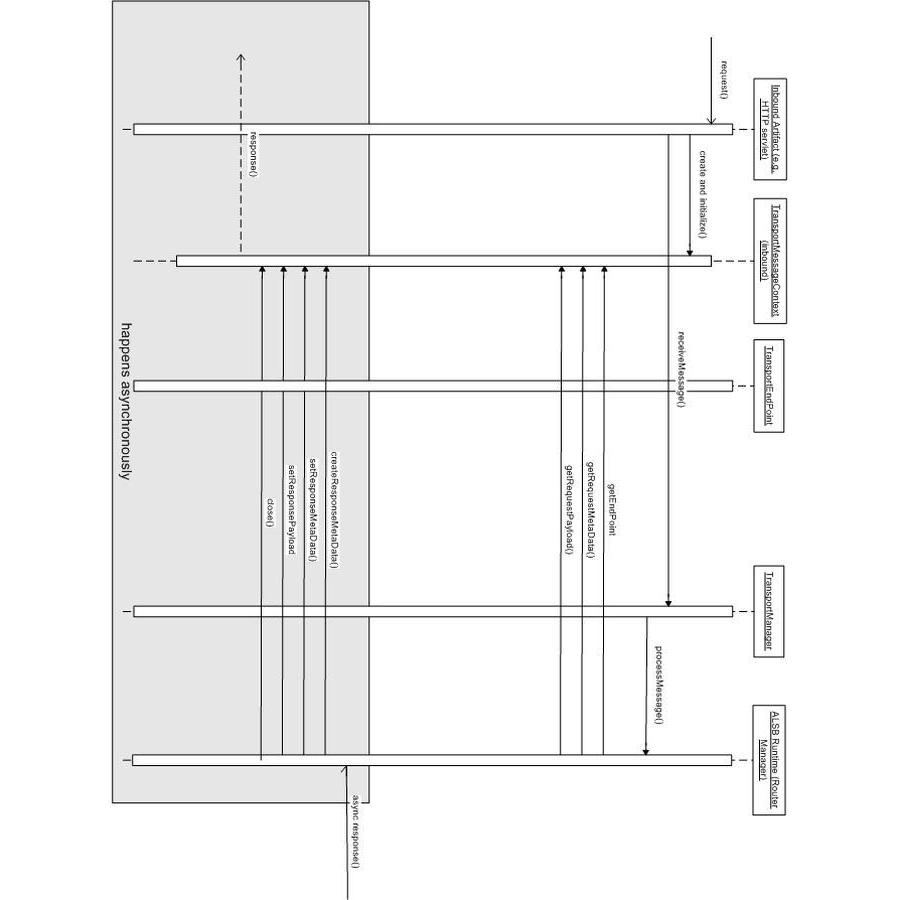 Inbound Artifact (e.g.
HTTP servlet)
TransportMessageContext
(inbound)
TransportEndPoint
TransportManager
ALSB Runtime (Router
Manager)
request()
create and initialize()
receiveMessage()
processMessage()
getEndPoint
getRequestMetaData()
getRequestPayload()
async response()
createResponseMetaData()
setResponseMetaData()
setResponsePayload
close()
response()
happens asynchronously